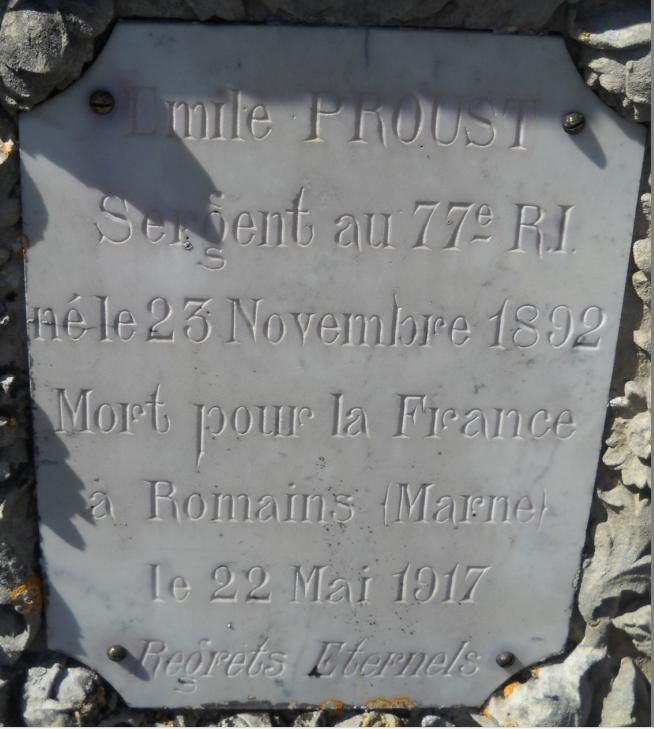 Emile PROUST
Sergent au 77e R.I.
né le 23 Novembre 1892
Mort pour la France
à Romains (Marne)
le 22 Mai 1917
Regrets Eternels